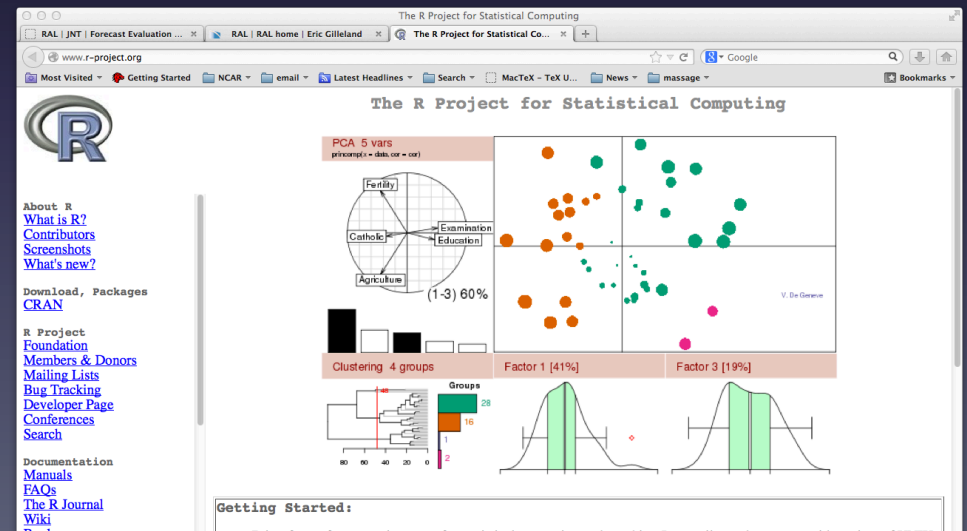 The R Project for Statistical Computing
RAL | JNT | Forecast Evaluation ...
RAL | RAL home | Eric Gilleland
The R Project for Statistical Co...
www.r-project.org
Google
Most Visited
Getting Started
NCAR
email
Latest Headlines
Search
MacTeX – TeX U...
News
massage
Bookmarks
R
The R Project for Statistical Computing
About R
What is R?
Contributors
Screenshots
What's new?
Download, Packages
CRAN
R Project
Foundation
Members & Donors
Mailing Lists
Bug Tracking
Developer Page
Conferences
Search
Documentation
Manuals
FAQs
The R Journal
Wiki
PCA 5 vars
princomp(x = data, cor = cor)
Fertility
Catholic
Examination
Education
Agriculture
(1-3) 60%
V. De Geneve
Clustering 4 groups
Factor 1 [41%]
Factor 3 [19%]
Groups
48
28
16
1
2
80 60 40 20 0
Getting Started: